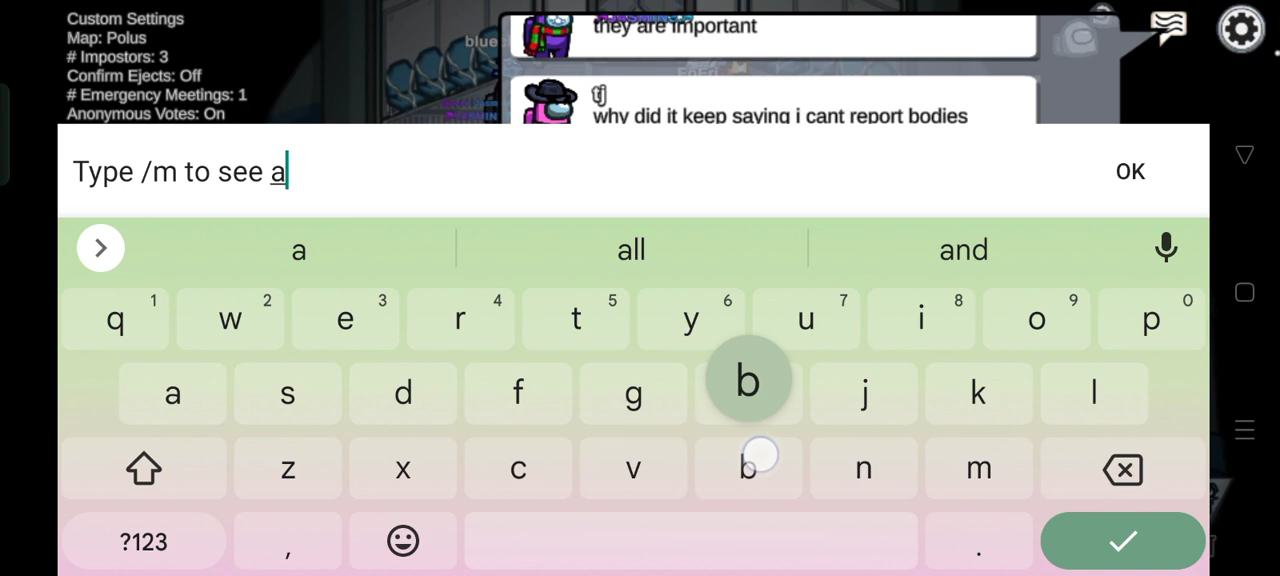 Custom Settings
Map: Polus
# Impostors: 3
Confirm Ejects: Off
# Emergency Meetings: 1
Anonymous Votes: On
blue
they are important
tj
why did it keep saying i cant report bodies
Type /m to see a
OK
a all and
q 1 w 2 e 3 r 4 t 5 y 6 u 7 i 8 o 9 p 0
a s d f g b j k l
z x c v b n m
?123 , .